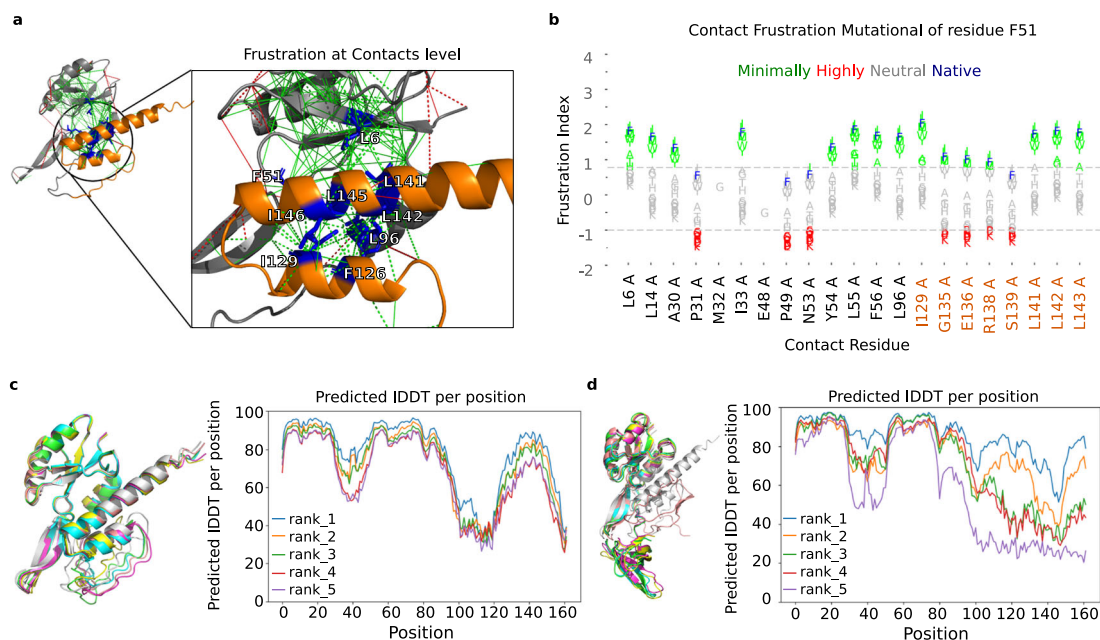 a
Frustration at Contacts level
L6
F51
L141
L145
I146
L142
L96
I129
F126
b
Contact Frustration Mutational of residue F51
Minimally Highly Neutral Native
Frustration Index
4
3
2
1
0
-1
-2
L6 A
L14 A
A30 A
P31 A
M32 A
I33 A
E48 A
P49 A
N53 A
Y54 A
L55 A
F56 A
L96 A
I129 A
G135 A
E136 A
R138 A
S139 A
L141 A
L142 A
L143 A
Contact Residue
c
Predicted lDDT per position
Predicted lDDT per position
100
80
60
40
20
0
rank_1
rank_2
rank_3
rank_4
rank_5
0 20 40 60 80 100 120 140 160
Position
d
Predicted lDDT per position
Predicted lDDT per position
100
80
60
40
20
0
rank_1
rank_2
rank_3
rank_4
rank_5
0 20 40 60 80 100 120 140 160
Position